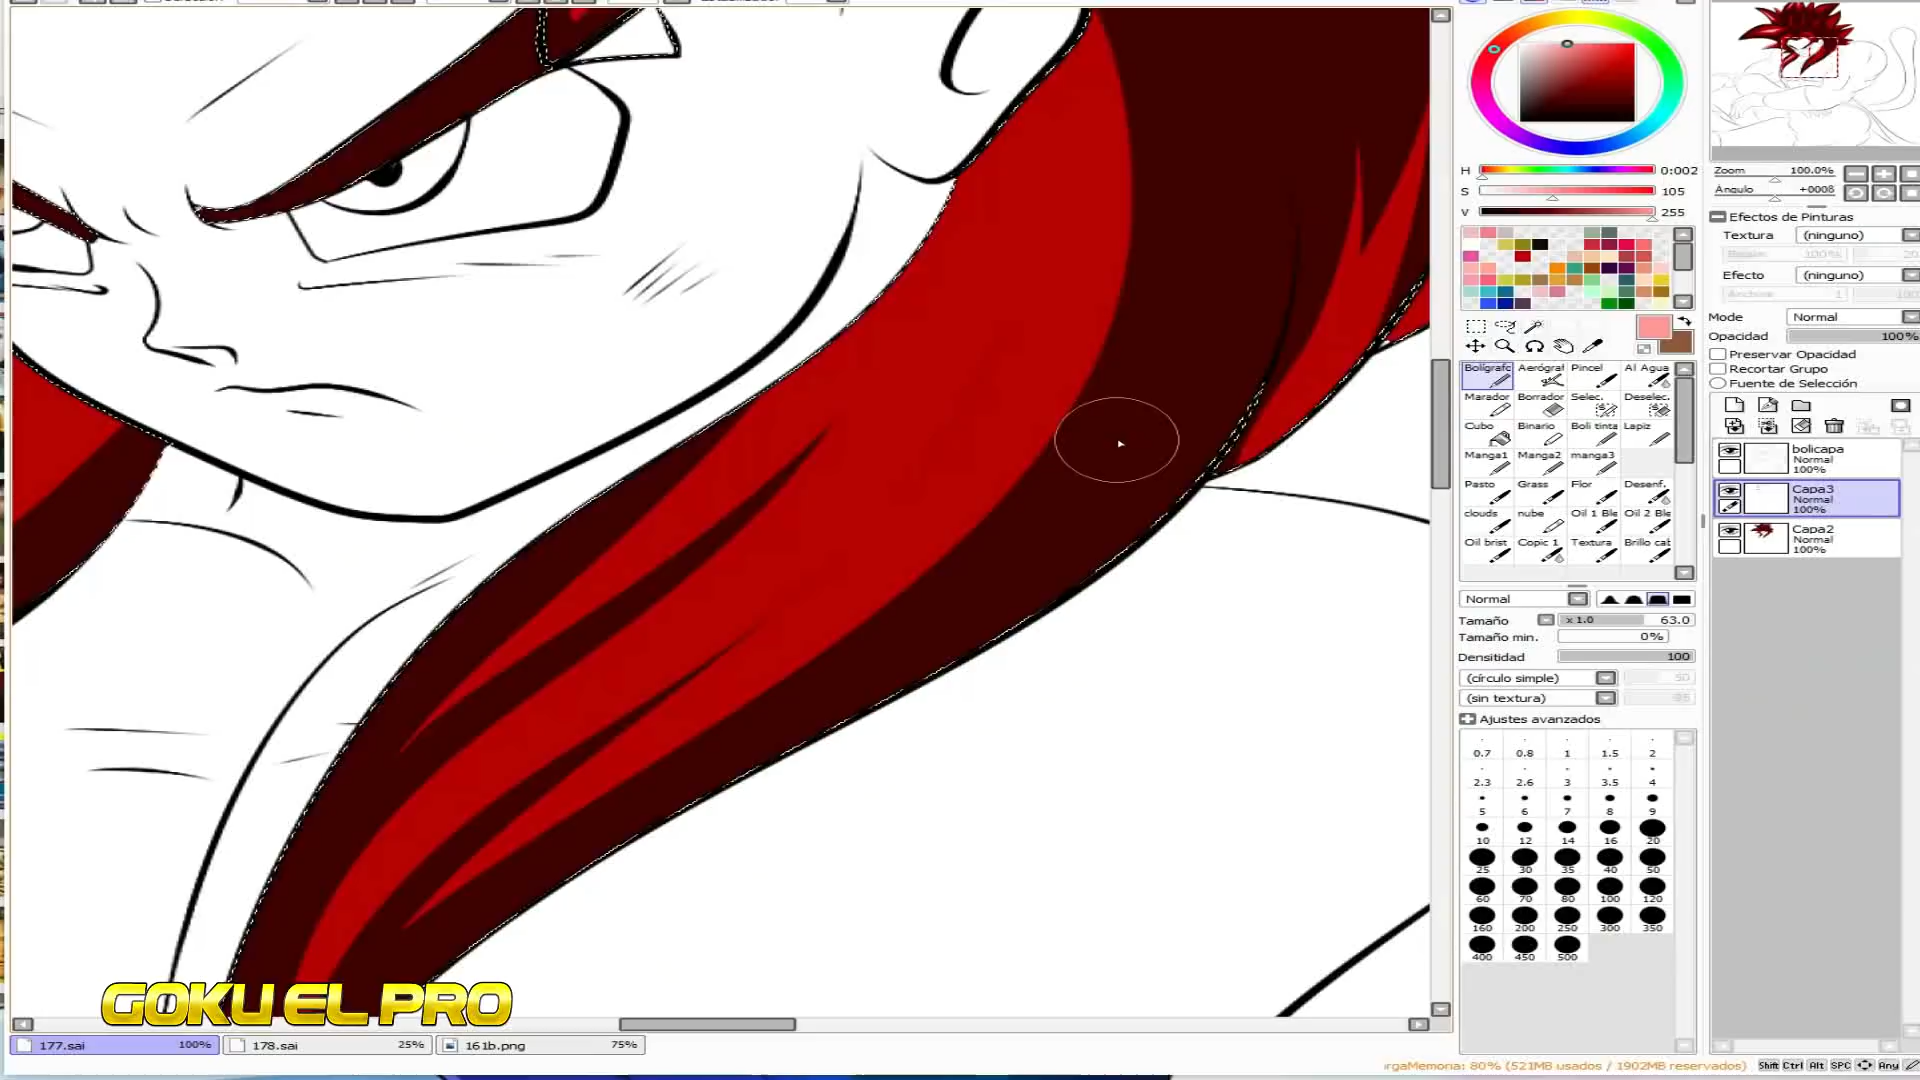 H 0:002
S 105
V 255
Zoom 100.0%
Ángulo +0008
Efectos de Pinturas
Textura (ninguno)
100% 20
Efecto (ninguno)
1 100
Mode Normal
Opacidad 100%
Preservar Opacidad
Recortar Grupo
Fuente de Selección
Bolígrafc Aerógraf Pincel Al Agua
Marador Borrador Selec. Deselec.
Cubo Binario Boli tinta Lapiz
Manga1 Manga2 manga3
Pasto Grass Flor Desenf.
clouds nube Oil 1 Ble Oil 2 Ble
Oil brist Copic 1 Textura Brillo cab
bolicapa
Normal
100%
Capa3
Normal
100%
Capa2
Normal
100%
Normal
Tamaño x 1.0 63.0
Tamaño min. 0%
Densitidad 100
(círculo simple) 50
(sin textura) 95
Ajustes avanzados
0.7 0.8 1 1.5 2
2.3 2.6 3 3.5 4
5 6 7 8 9
10 12 14 16 20
25 30 35 40 50
60 70 80 100 120
160 200 250 300 350
400 450 500
GOKU EL PRO
177.sai 100% 178.sai 25% 161b.png 75%
rgaMemoria: 80% (521MB usados / 1902MB reservados) Shift Ctrl Alt SPC Any